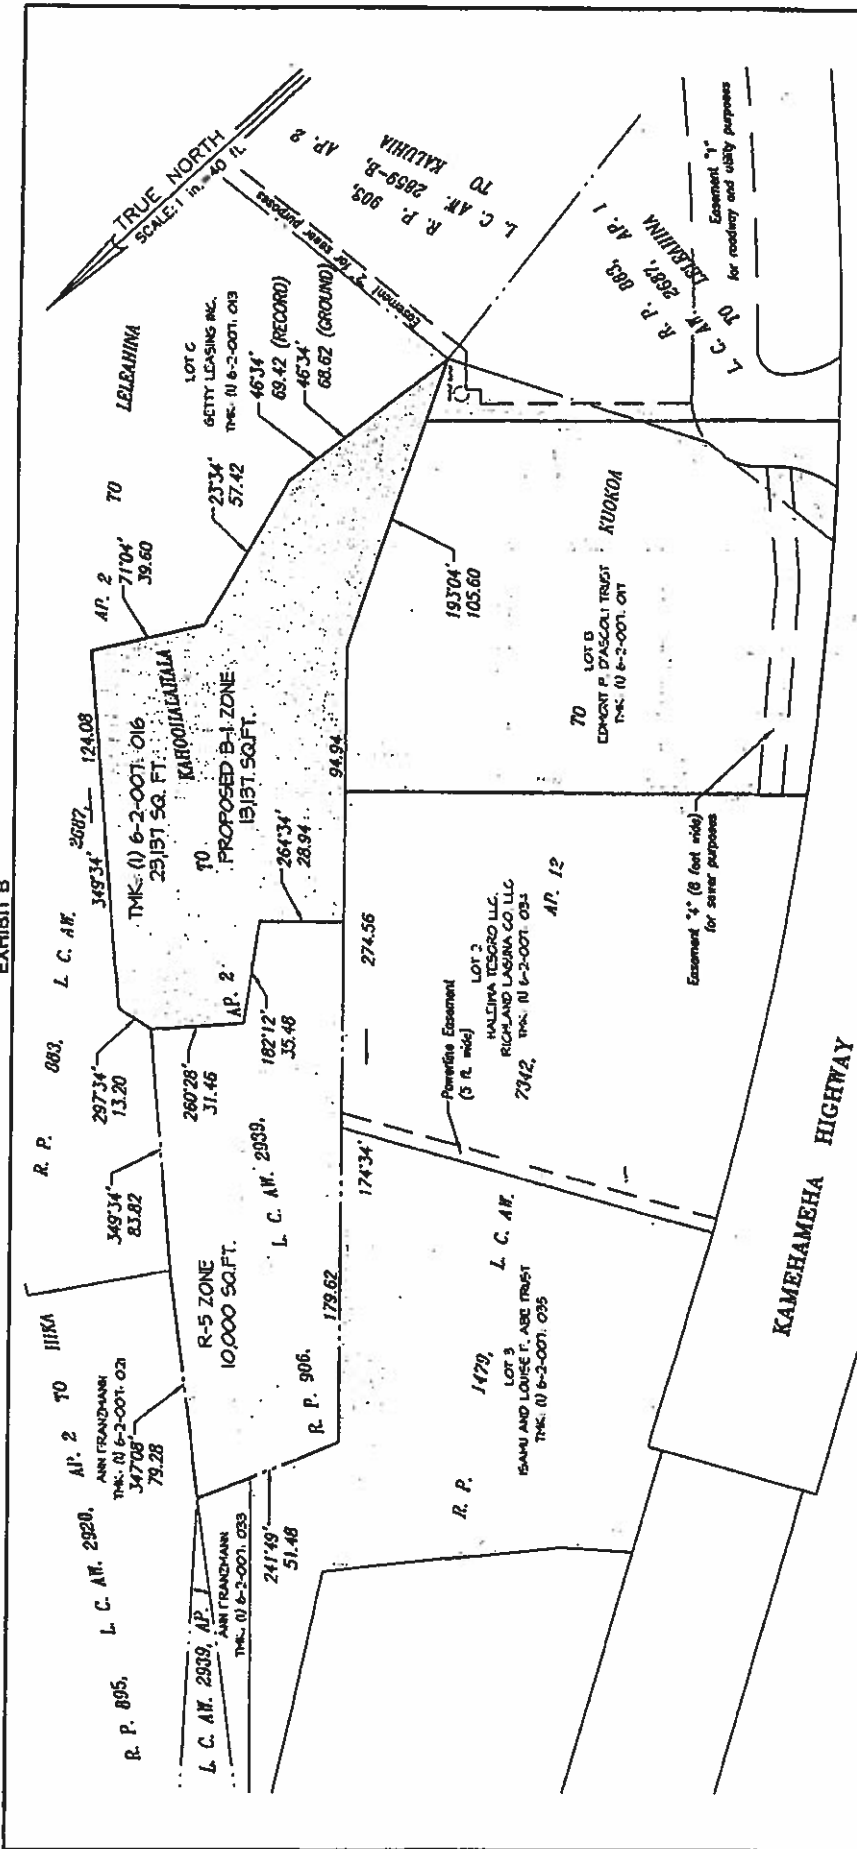 EXHIBIT B
TRUE NORTH
SCALE: 1 in. = 40 ft.
R. P. 895, L. C. AW. 2920, AP. 2 TO HIKA
ANN FRANZMANN
TMK: (1) 6-2-007: 021
347°08'
79.28
R. P. 883, L. C. AW. 2687, AP. 2 TO LELEAHINA
349°34'
83.82
297°34'
13.20
349°34' 124.08
71°04'
39.60
LOT C
GETTY LEASING INC.
TMK: (1) 6-2-007: 013
23°34'
57.42
46°34'
69.42 (RECORD)
46°34'
68.62 (GROUND)
Easement "2" for sewer purposes
R. P. 903,
L. C. AW. 2859-B, AP. 2
TO KALUHIA
R. P. 883, AP. 1
L. C. AW. 2687,
TO LELEAHINA
Easement "1"
for roadway and utility purposes
L. C. AW. 2939, AP. 1
ANN FRANZMANN
TMK: (1) 6-2-007: 033
241°49'
51.48
R-5 ZONE
10,000 SQ.FT.
R. P. 906, L. C. AW. 2939, AP. 2
TO KAHOOHALAHALA
260°28'
31.46
182°12'
35.48
264°34'
28.94
TMK: (1) 6-2-007: 016
23,137 SQ. FT.
PROPOSED B-1 ZONE
13,137 SQ.FT.
179.62
174°34'
274.56
94.94
193°04'
105.60
R. P. 1479, L. C. AW. 7342, AP. 12 TO KUOKOA
LOT 3
ISAMU AND LOUISE F. ABE TRUST
TMK: (1) 6-2-007: 035
Powerline Easement
(5 ft. wide)
LOT 2
HALEIMA TESORO LLC.
RICHLAND LAGUNA CO. LLC
TMK: (1) 6-2-007: 034
LOT B
EDMONT P. D'ASCOLI TRUST
TMK: (1) 6-2-007: 017
Easement "4" (8 feet wide)
for sewer purposes
KAMEHAMEHA HIGHWAY